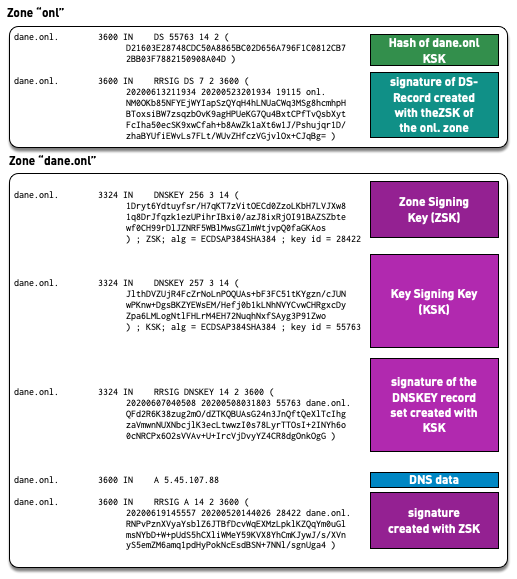 Zone “onl”
dane.onl. 3600 IN DS 55763 14 2 (
D21603E28748CDC50A8865BC02D656A796F1C0812CB7
2BB03F7882150908A04D )
Hash of dane.onl
KSK
dane.onl. 3600 IN RRSIG DS 7 2 3600 (
20200613211934 20200523201934 19115 onl.
NM0OKb85NFYEjWYIapSzQYqH4hLNUaCWq3MSg8hcmhpH
BToxsiBW7zsqzbOvK9agHPUeKG7Qu4BxtCPfTvQsbXyt
FcIha50ecSK9xwCfah+b8AwZk1aXt6w1J/Pshujqr1D/
zhaBYUfiEWvLs7FLt/WUvZHfczVGjvlOx+CJqBg= )
signature of DS-
Record created
with theZSK of
the onl. zone
Zone “dane.onl”
dane.onl. 3324 IN DNSKEY 256 3 14 (
1Dryt6Ydtuyfsr/H7qKT7zVitOECd0ZzoLKbH7LVJXw8
1q8DrJfqzk1ezUPihrIBxi0/azJ8ixRjOI91BAZSZbte
wf0CH99rDlJZNRF5WBlMwsGZlmWtjvpQ0faGKAos
) ; ZSK; alg = ECDSAP384SHA384 ; key id = 28422
Zone Signing
Key (ZSK)
dane.onl. 3324 IN DNSKEY 257 3 14 (
JlthDVZUjR4FcZrNoLnPOQUAs+bF3FC51tKYgzn/cJUN
wPKnw+DgsBKZYEWsEM/Hefj0b1kLNhNVYCvwCHRgxcDy
Zpa6LMLogNtlFHLrM4EH72NuqhNxfSAyg3P91Zwo
) ; KSK; alg = ECDSAP384SHA384 ; key id = 55763
Key Signing Key
(KSK)
dane.onl. 3324 IN RRSIG DNSKEY 14 2 3600 (
20200607040508 20200508031803 55763 dane.onl.
QFd2R6K38zug2mO/dZTKQBUAsG24n3JnQftQeXlTcIhg
zaVmwnNUXNbcjlK3ecLtwwzI0s78LyrTTOsI+2INYh6o
0cNRCPx6O2sVVAv+U+IrcVjDvyYZ4CR8dgOnkOgG )
signature of the
DNSKEY record
set created with
KSK
dane.onl. 3600 IN A 5.45.107.88
DNS data
dane.onl. 3600 IN RRSIG A 14 2 3600 (
20200619145557 20200520144026 28422 dane.onl.
RNPvPznXVyaYsblZ6JTBfDcvWqEXMzLpklKZQqYm0uGl
msNYbD+W+pUdS5hCXliWMeY59KVX8YhCmKJywJ/s/XVn
yS5emZM6amq1pdHyPokNcEsdBSN+7NNl/sgnUga4 )
signature
created with ZSK